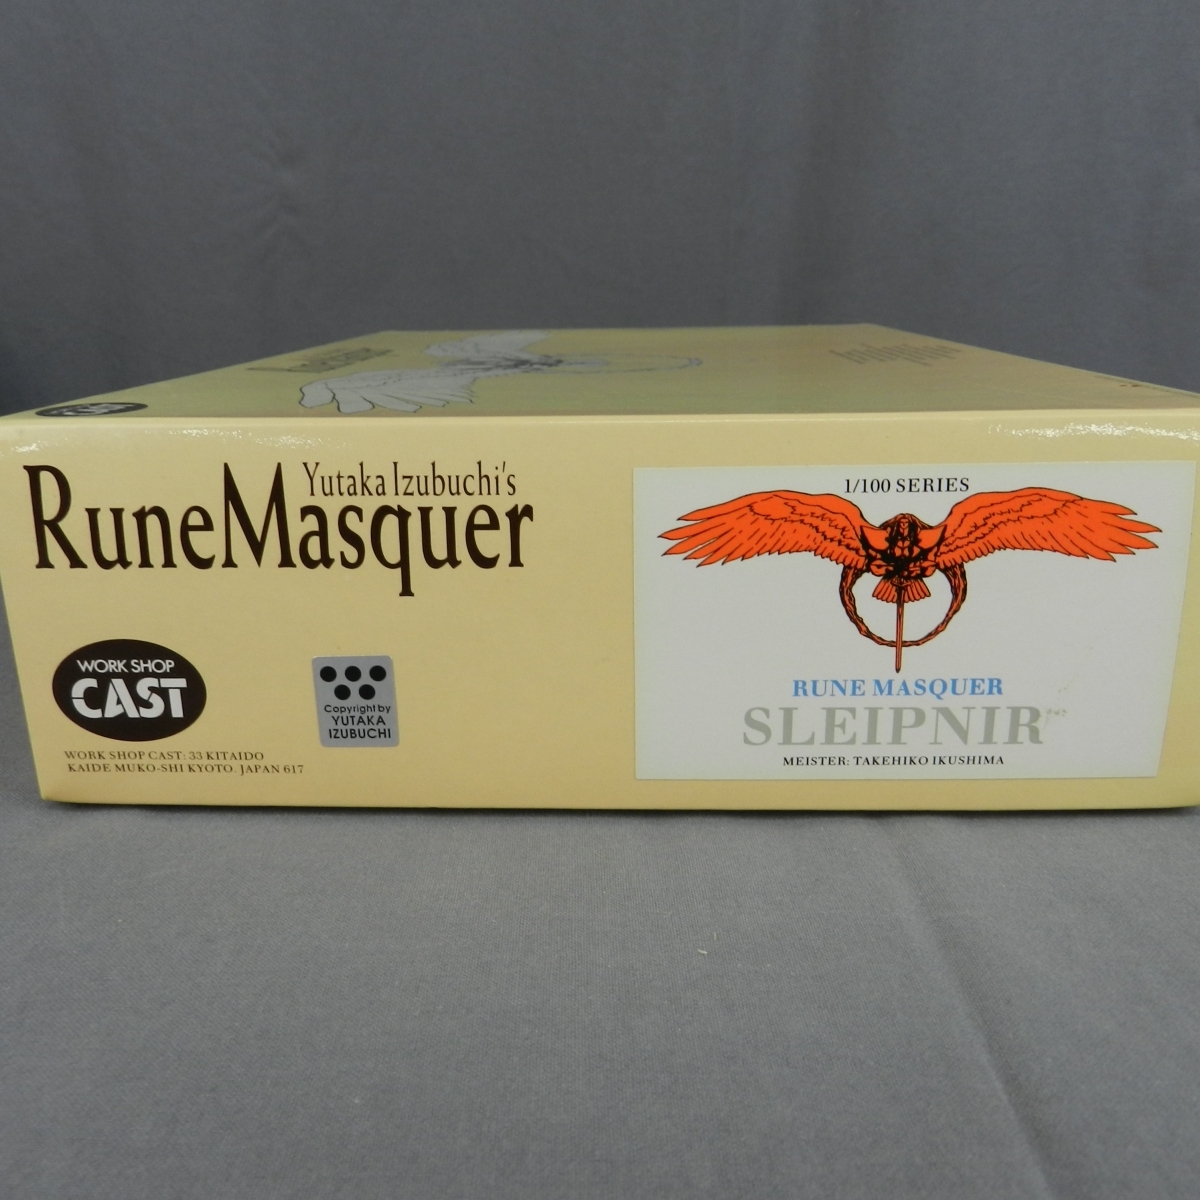 CAST
Yutaka Izubuchi's
RuneMasquer
WORK SHOP
CAST
WORK SHOP CAST: 33 KITAIDO
KAIDE MUKO-SHI KYOTO. JAPAN 617
Copyright by
YUTAKA
IZUBUCHI
1/100 SERIES
RUNE MASQUER
SLEIPNIR
MEISTER: TAKEHIKO IKUSHIMA